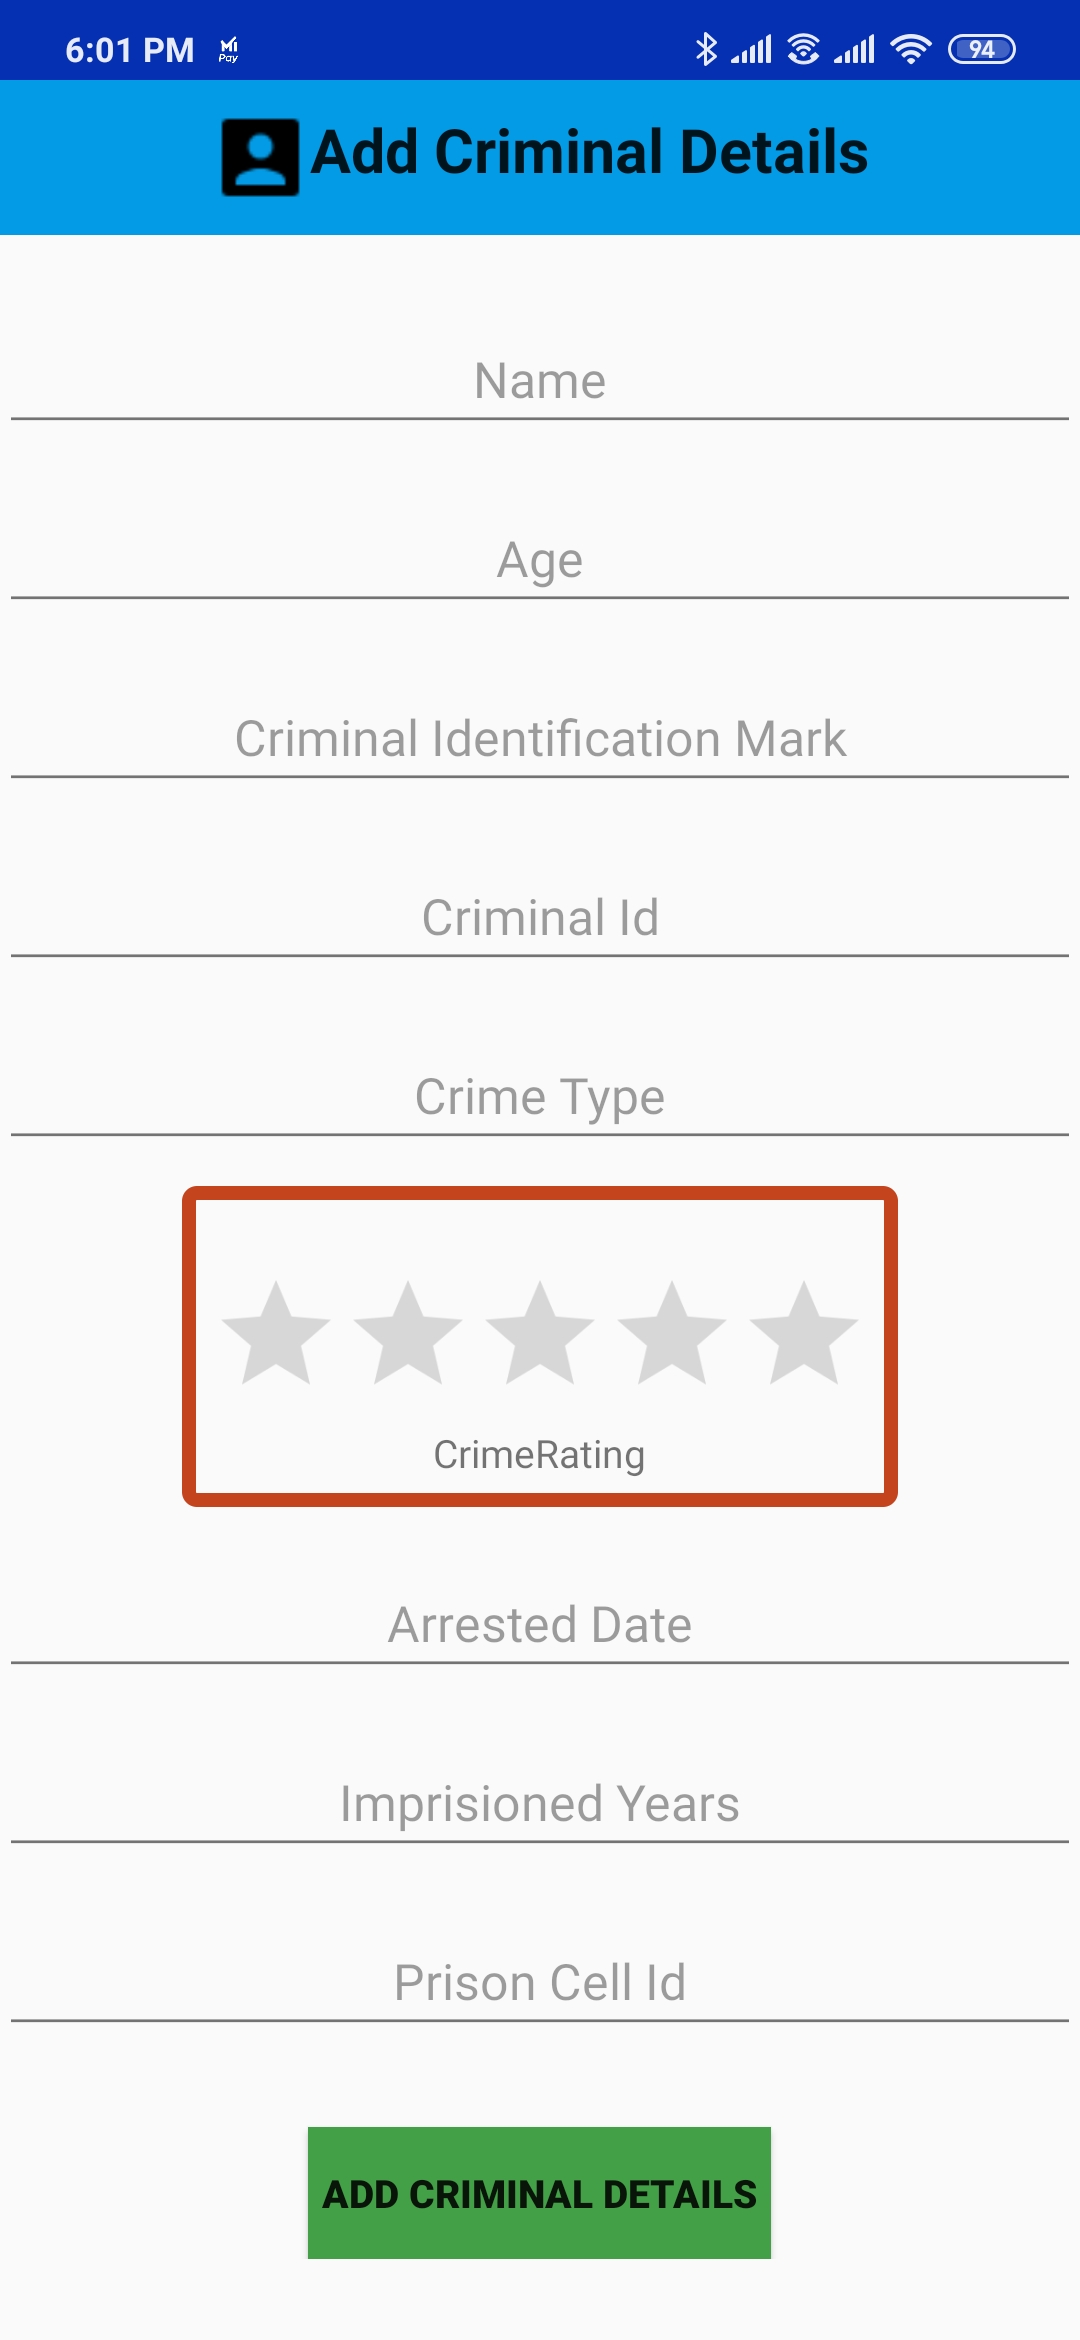 6:01 PM Mi Pay 94
Add Criminal Details
Name
Age
Criminal Identification Mark
Criminal Id
Crime Type
CrimeRating
Arrested Date
Imprisioned Years
Prison Cell Id
ADD CRIMINAL DETAILS